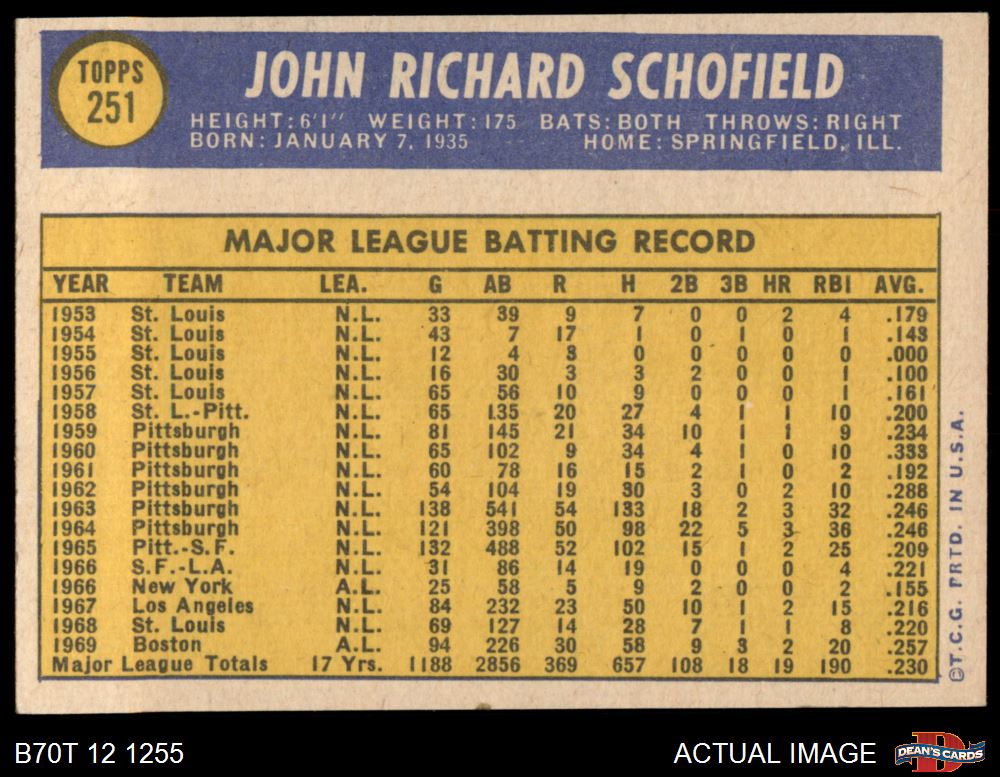 TOPPS
251
JOHN RICHARD SCHOFIELD
HEIGHT: 6'1" WEIGHT: 175 BATS: BOTH THROWS: RIGHT
BORN: JANUARY 7, 1935 HOME: SPRINGFIELD, ILL.
MAJOR LEAGUE BATTING RECORD
YEAR TEAM LEA. G AB R H 2B 3B HR RBI AVG.
1953 St. Louis N.L. 33 39 9 7 0 0 2 4 .179
1954 St. Louis N.L. 43 7 17 1 0 1 0 1 .143
1955 St. Louis N.L. 12 4 3 0 0 0 0 0 .000
1956 St. Louis N.L. 16 30 3 3 2 0 0 1 .100
1957 St. Louis N.L. 65 56 10 9 0 0 0 1 .161
1958 St. L.-Pitt. N.L. 65 135 20 27 4 1 1 10 .200
1959 Pittsburgh N.L. 81 145 21 34 10 1 1 9 .234
1960 Pittsburgh N.L. 65 102 9 34 4 1 0 10 .333
1961 Pittsburgh N.L. 60 78 16 15 2 1 0 2 .192
1962 Pittsburgh N.L. 54 104 19 30 3 0 2 10 .288
1963 Pittsburgh N.L. 138 541 54 133 18 2 3 32 .246
1964 Pittsburgh N.L. 121 398 50 98 22 5 3 36 .246
1965 Pitt.-S.F. N.L. 132 488 52 102 15 1 2 25 .209
1966 S.F.-L.A. N.L. 31 86 14 19 0 0 0 4 .221
1966 New York A.L. 25 58 5 9 2 0 0 2 .155
1967 Los Angeles N.L. 84 232 23 50 10 1 2 15 .216
1968 St. Louis N.L. 69 127 14 28 7 1 1 8 .220
1969 Boston A.L. 94 226 30 58 9 3 2 20 .257
Major League Totals 17 Yrs. 1188 2856 369 657 108 18 19 190 .230
©T.C.G. PRTD. IN U.S.A.
B70T 12 1255
ACTUAL IMAGE
DEAN'S CARDS